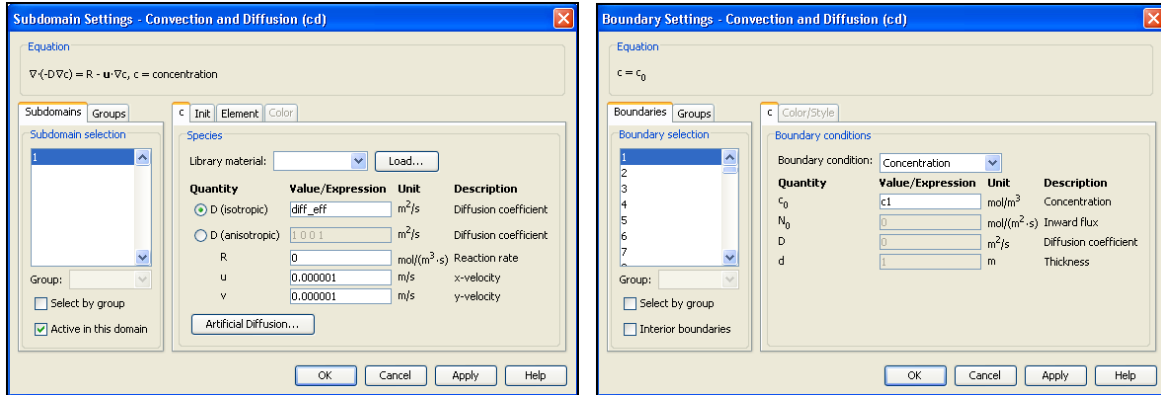 Subdomain Settings - Convection and Diffusion (cd)
Equation
∇·(-D∇c) = R - u·∇c, c = concentration
Subdomains Groups
Subdomain selection
1
Group:
Select by group
Active in this domain
c Init Element Color
Species
Library material: Load...
Quantity Value/Expression Unit Description
D (isotropic) diff_eff m²/s Diffusion coefficient
D (anisotropic) 1 0 0 1 m²/s Diffusion coefficient
R 0 mol/(m³·s) Reaction rate
u 0.000001 m/s x-velocity
v 0.000001 m/s y-velocity
Artificial Diffusion...
OK Cancel Apply Help
Boundary Settings - Convection and Diffusion (cd)
Equation
c = c₀
Boundaries Groups
Boundary selection
1
2
3
4
5
6
7
Group:
Select by group
Interior boundaries
c Color/Style
Boundary conditions
Boundary condition: Concentration
Quantity Value/Expression Unit Description
c₀ c1 mol/m³ Concentration
N₀ 0 mol/(m²·s) Inward flux
D 0 m²/s Diffusion coefficient
d 1 m Thickness
OK Cancel Apply Help